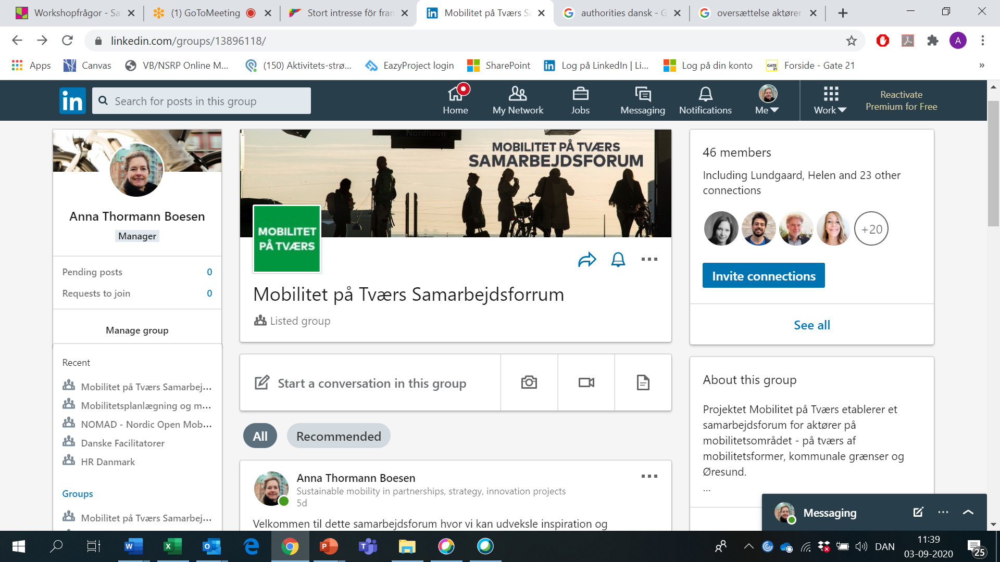 Workshopfrågor - Sa
(1) GoToMeeting
Stort intresse för fram
Mobilitet på Tværs Sa
authorities dansk - G
oversættelse aktører
linkedin.com/groups/13896118/
A
Apps
Canvas
VB/NSRP Online M...
(150) Aktivitets-strø...
EazyProject login
SharePoint
Log på LinkedIn | Li...
Log på din konto
GATE 21
Forside - Gate 21
»
in
Search for posts in this group
Home
My Network
Jobs
Messaging
Notifications
Me
Work
Reactivate
Premium for Free
Anna Thormann Boesen
Manager
Pending posts 0
Requests to join 0
Manage group
Recent
Mobilitet på Tværs Samarbej...
Mobilitetsplanlægning og m...
NOMAD - Nordic Open Mob...
Danske Facilitatorer
HR Danmark
Groups
Mobilitet på Tværs Samarbej...
Nordhavn
MOBILITET PÅ TVÆRS
SAMARBEJDSFORUM
MOBILITET
PÅ TVÆRS
Mobilitet på Tværs Samarbejdsforrum
Listed group
Start a conversation in this group
All
Recommended
Anna Thormann Boesen
Sustainable mobility in partnerships, strategy, innovation projects
5d
Velkommen til dette samarbejdsforum hvor vi kan udveksle inspiration og
46 members
Including Lundgaard, Helen and 23 other
connections
+20
Invite connections
See all
About this group
Projektet Mobilitet på Tværs etablerer et
samarbejdsforum for aktører på
mobilitetsområdet - på tværs af
mobilitetsformer, kommunale grænser og
Øresund.
...
Messaging
DAN
11:39
03-09-2020
25